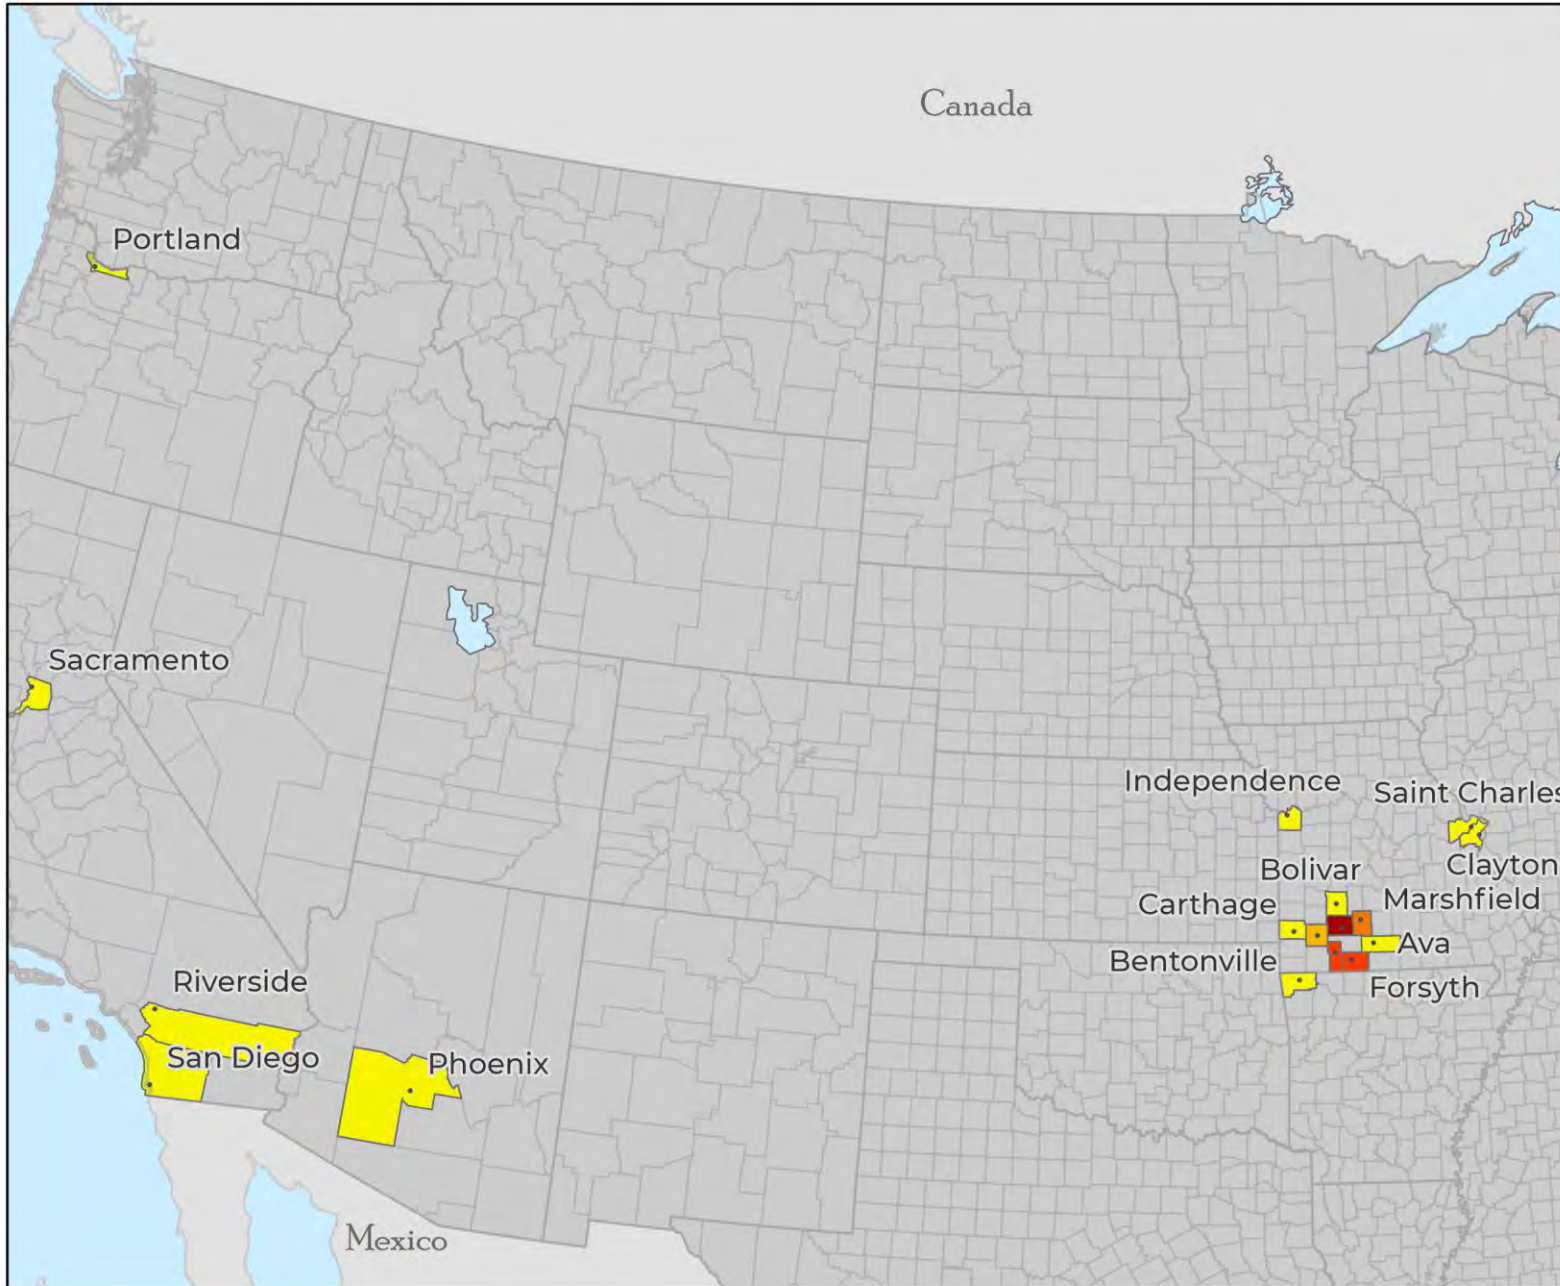 Canada
Portland
Sacramento
Independence
Saint Charles
Bolivar
Clayton
Carthage
Marshfield
Ava
Bentonville
Forsyth
Riverside
San Diego
Phoenix
Mexico